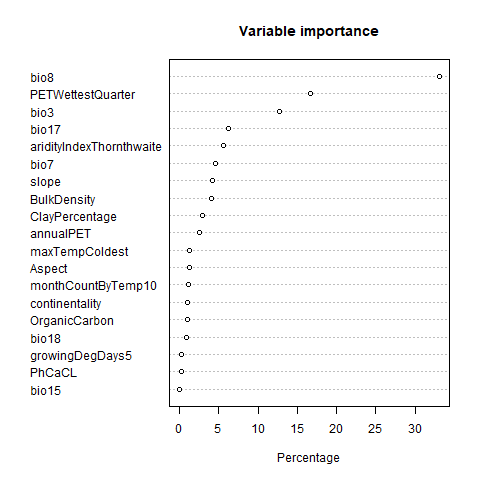 Variable importance
bio8
PETWettestQuarter
bio3
bio17
aridityIndexThornthwaite
bio7
slope
BulkDensity
ClayPercentage
annualPET
maxTempColdest
Aspect
monthCountByTemp10
continentality
OrganicCarbon
bio18
growingDegDays5
PhCaCL
bio15
0 5 10 15 20 25 30
Percentage